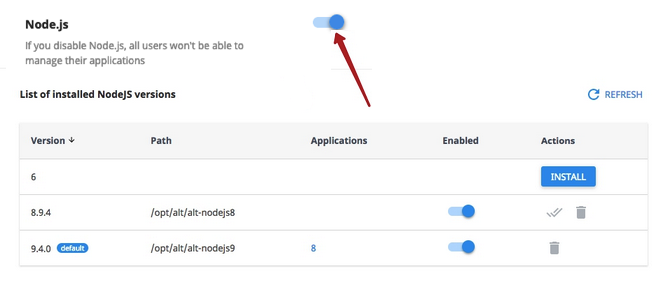 Node.js
If you disable Node.js, all users won't be able to
manage their applications
List of installed NodeJS versions
REFRESH
Version Path Applications Enabled Actions
6 INSTALL
8.9.4 /opt/alt/alt-nodejs8
9.4.0 default /opt/alt/alt-nodejs9 8